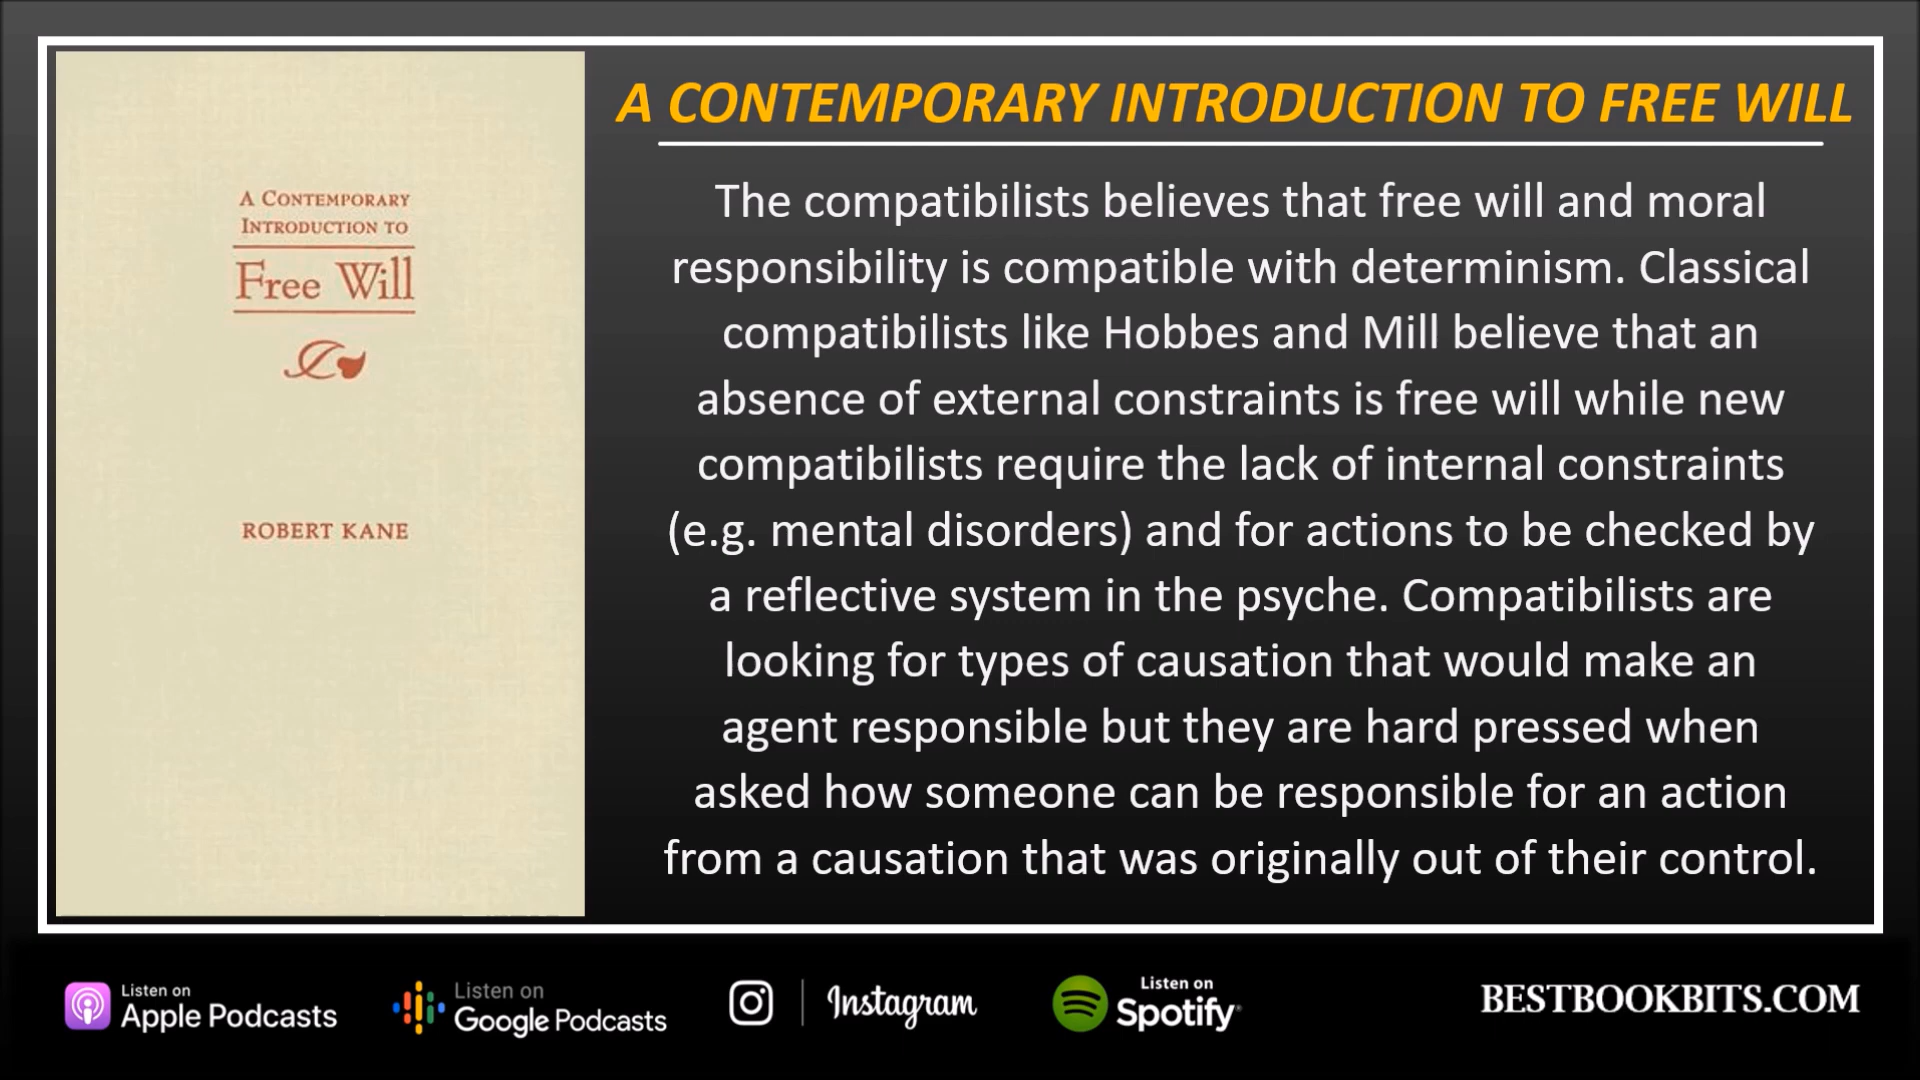 A CONTEMPORARY INTRODUCTION TO FREE WILL
A CONTEMPORARY
INTRODUCTION TO
Free Will
ROBERT KANE
The compatibilists believes that free will and moral
responsibility is compatible with determinism. Classical
compatibilists like Hobbes and Mill believe that an
absence of external constraints is free will while new
compatibilists require the lack of internal constraints
(e.g. mental disorders) and for actions to be checked by
a reflective system in the psyche. Compatibilists are
looking for types of causation that would make an
agent responsible but they are hard pressed when
asked how someone can be responsible for an action
from a causation that was originally out of their control.
Listen on
Apple Podcasts
Listen on
Google Podcasts
Instagram
Listen on
Spotify
BESTBOOKBITS.COM